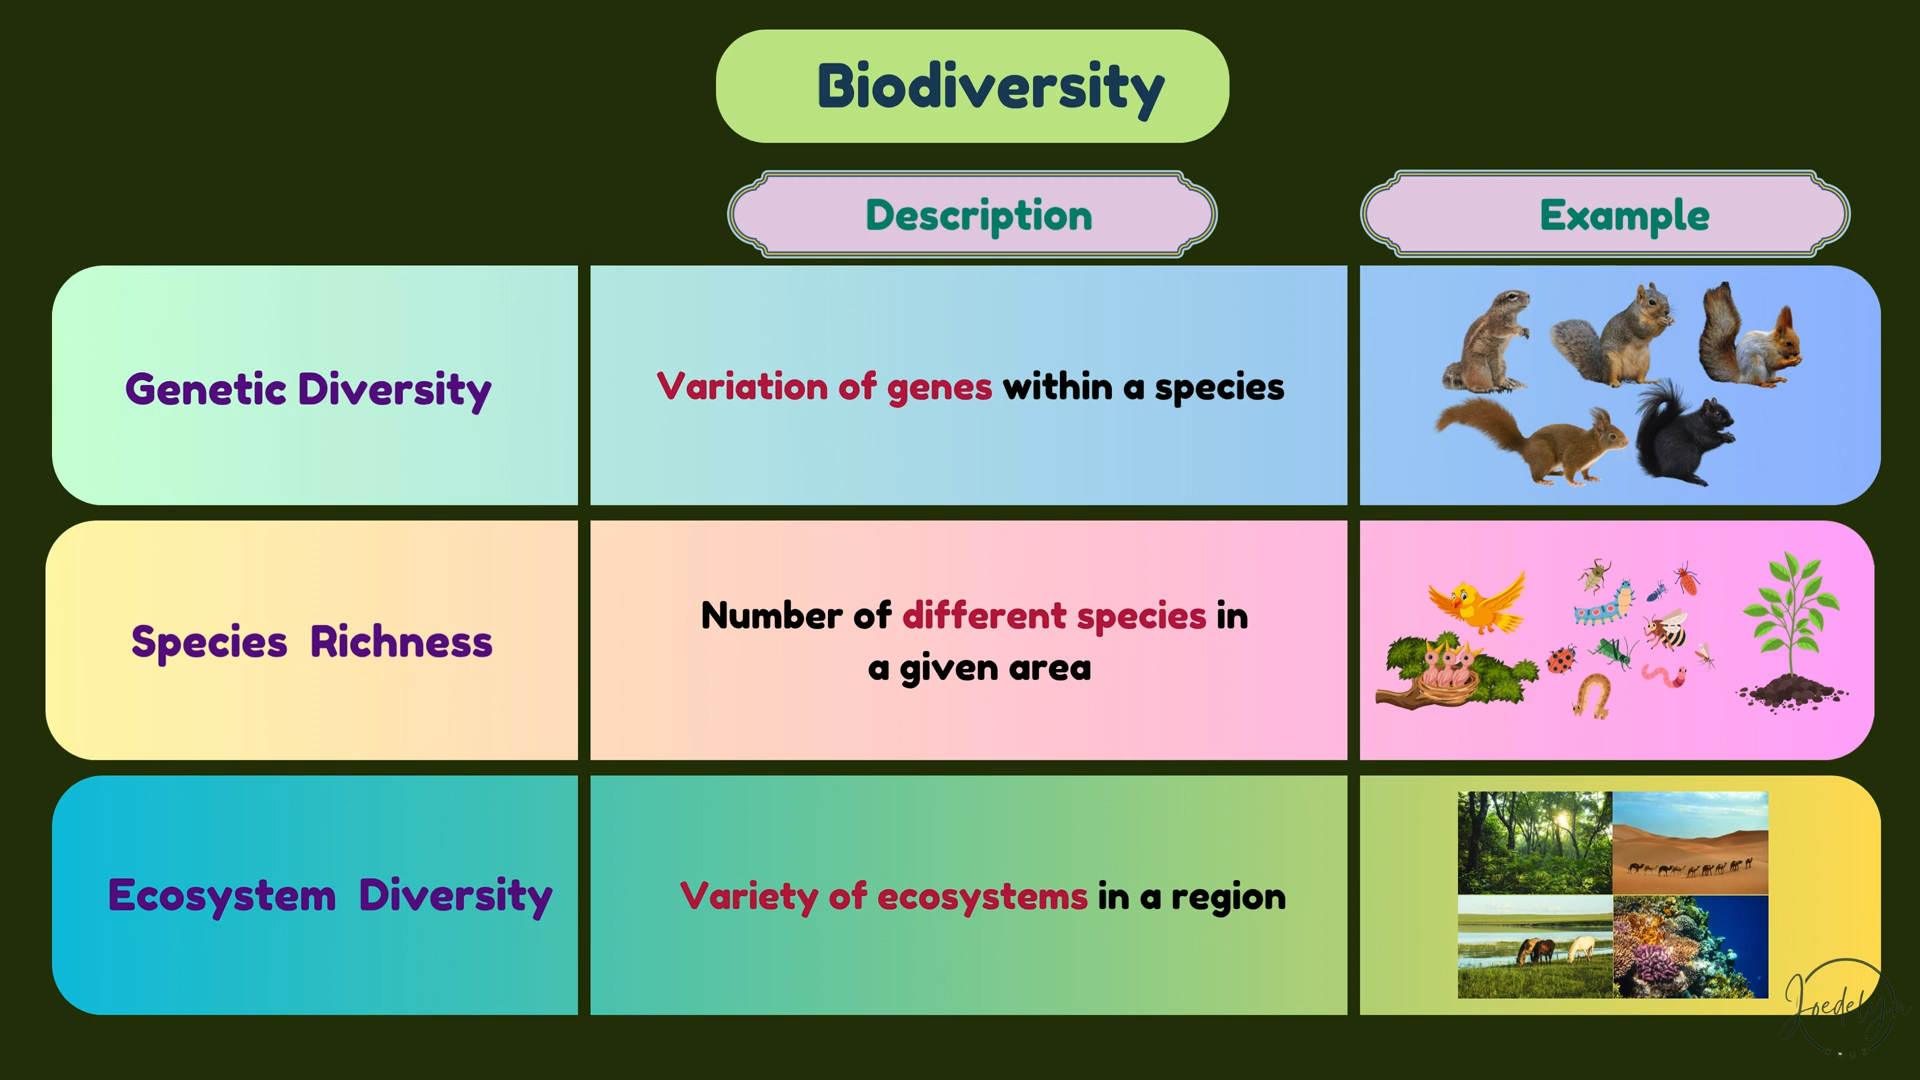 Biodiversity
Description
Example
Genetic Diversity
Variation of genes within a species
Species Richness
Number of different species in
a given area
Ecosystem Diversity
Variety of ecosystems in a region